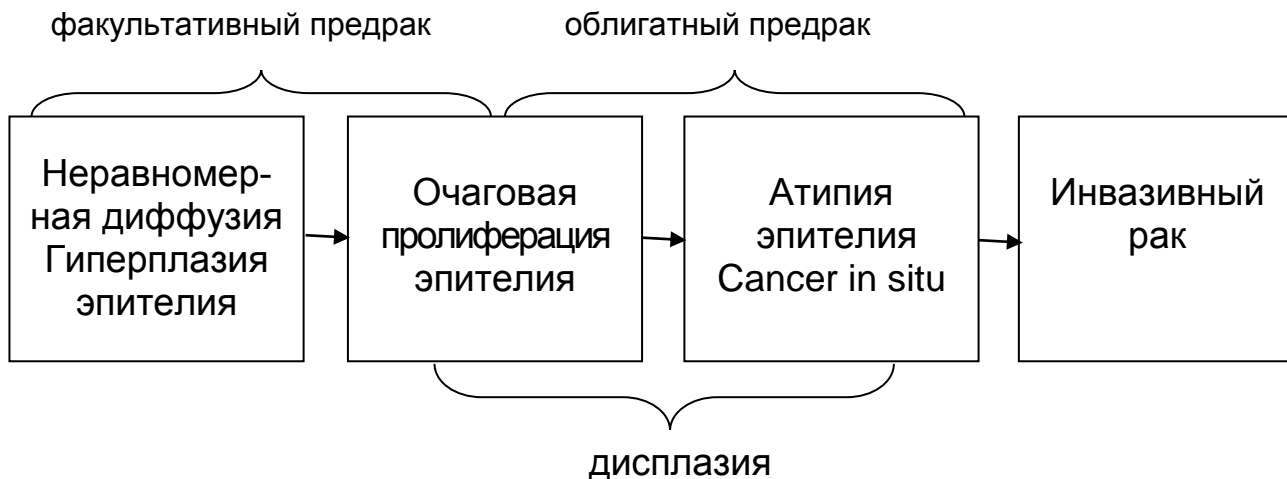 факультативный предрак
облигатный предрак
Неравномер-
ная диффузия
Гиперплазия
эпителия
Очаговая
пролиферация
эпителия
Атипия
эпителия
Cancer in situ
Инвазивный
рак
дисплазия